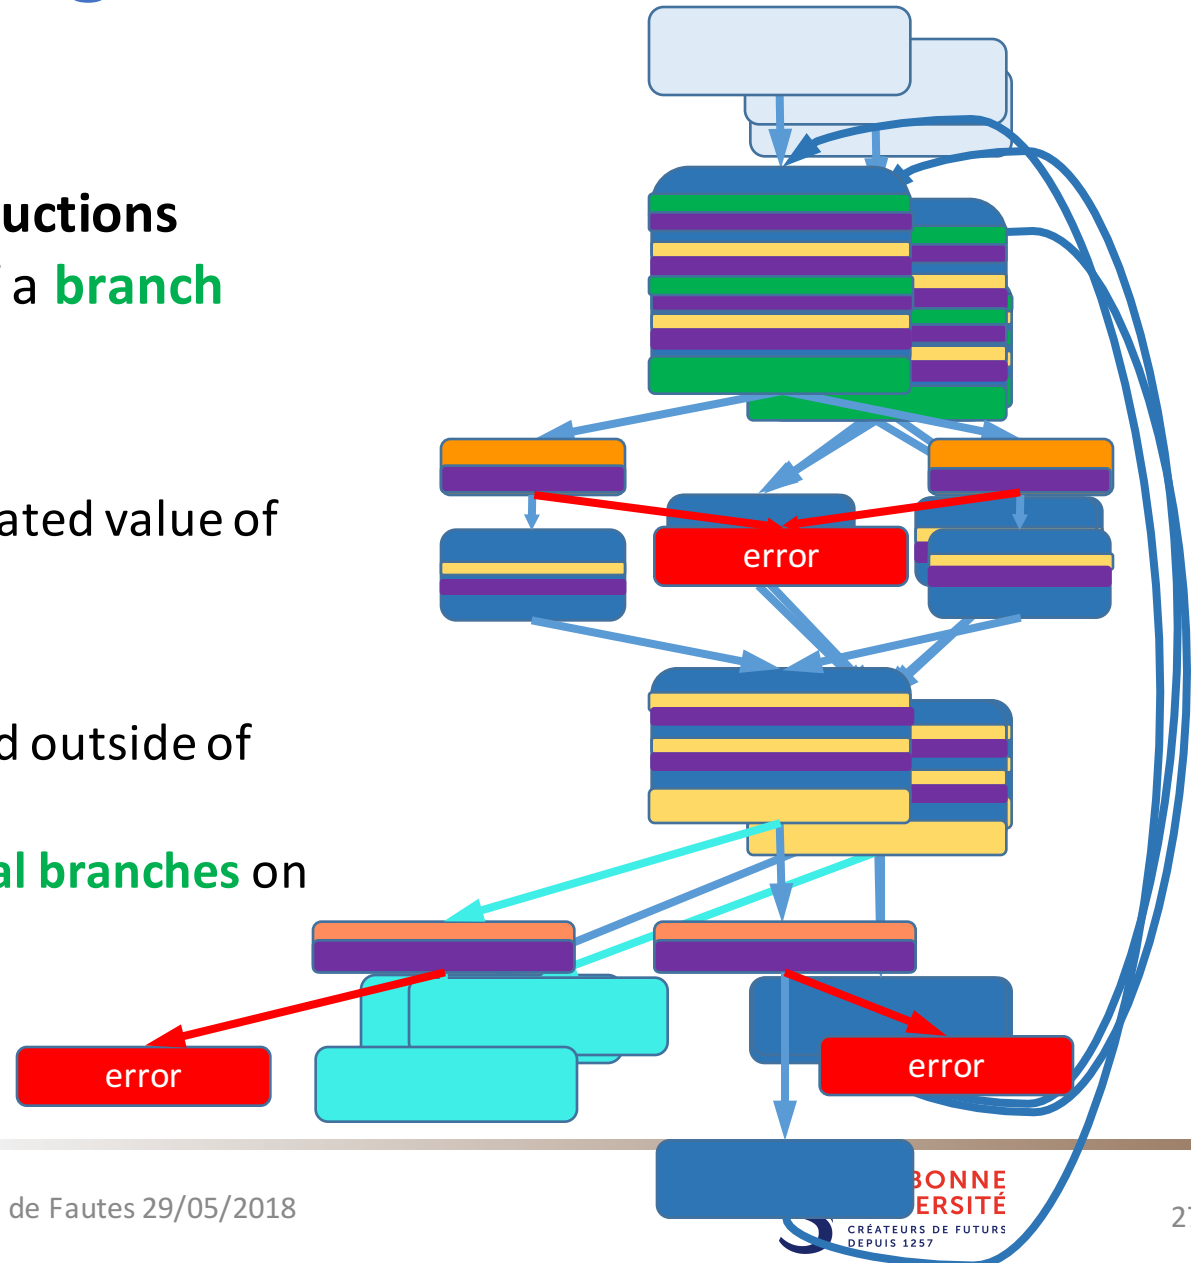 uctions
a branch
ated value of
error
d outside of
al branches on
error
error
de Fautes 29/05/2018
BONNE
ERSITÉ
CRÉATEURS DE FUTURS
DEPUIS 1257
27